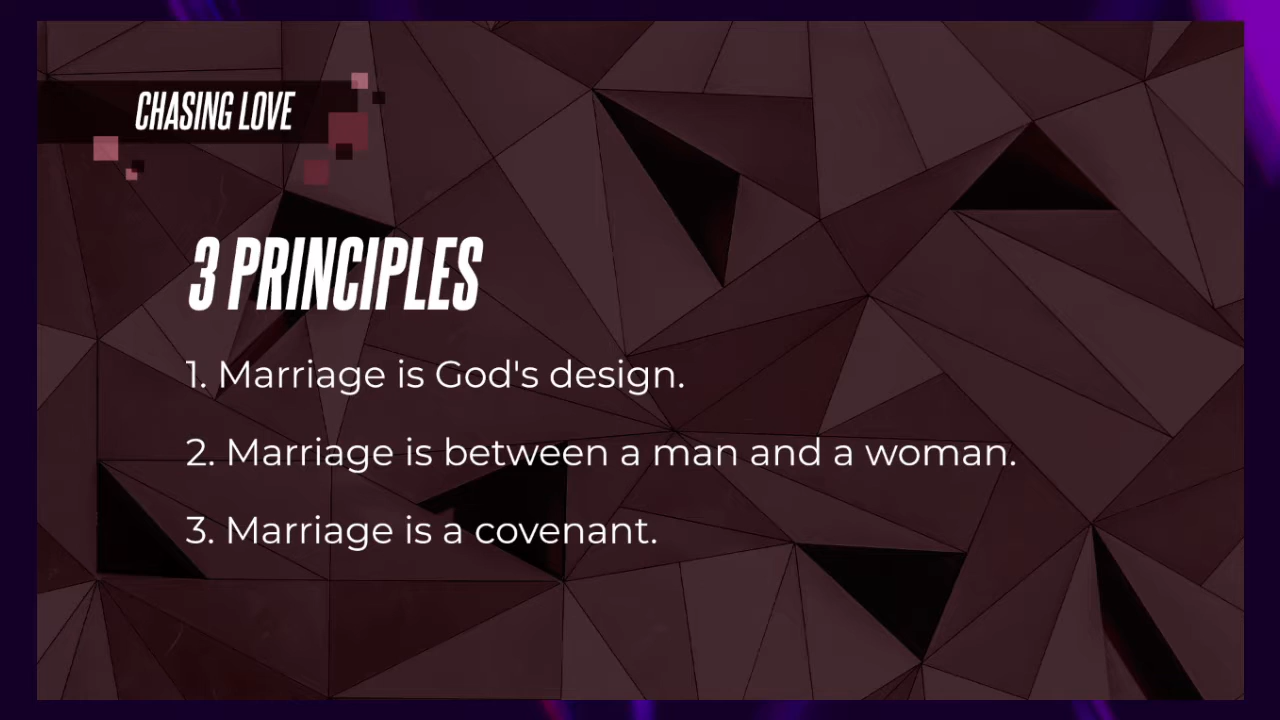 CHASING LOVE
3 PRINCIPLES
1. Marriage is God's design.
2. Marriage is between a man and a woman.
3. Marriage is a covenant.